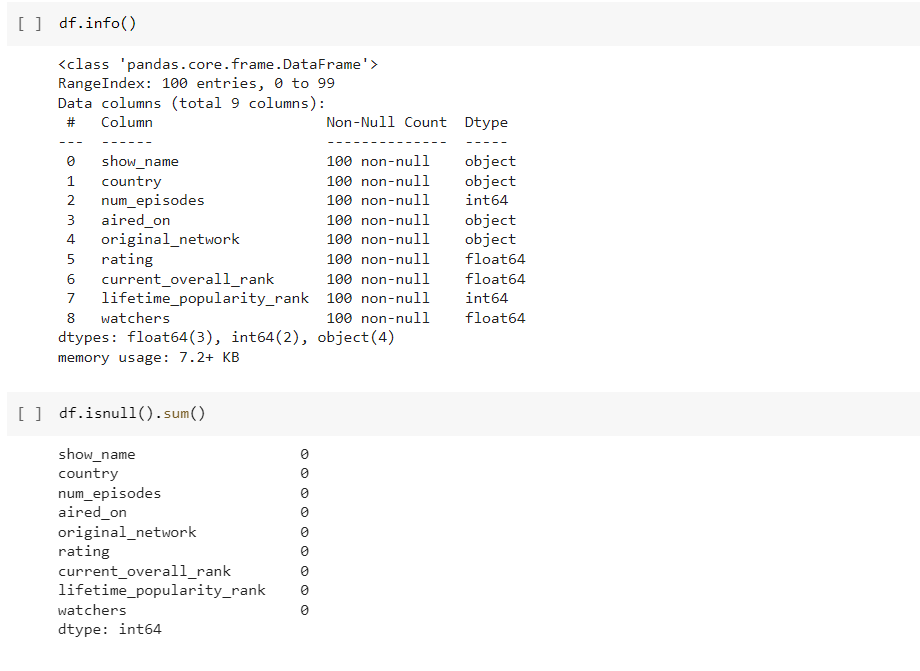 [ ] df.info()
<class 'pandas.core.frame.DataFrame'>
RangeIndex: 100 entries, 0 to 99
Data columns (total 9 columns):
 #   Column                    Non-Null Count  Dtype
---  ------                    --------------  -----
 0   show_name                 100 non-null    object
 1   country                   100 non-null    object
 2   num_episodes              100 non-null    int64
 3   aired_on                  100 non-null    object
 4   original_network          100 non-null    object
 5   rating                    100 non-null    float64
 6   current_overall_rank      100 non-null    float64
 7   lifetime_popularity_rank  100 non-null    int64
 8   watchers                  100 non-null    float64
dtypes: float64(3), int64(2), object(4)
memory usage: 7.2+ KB
[ ] df.isnull().sum()
show_name                   0
country                     0
num_episodes                0
aired_on                    0
original_network            0
rating                      0
current_overall_rank        0
lifetime_popularity_rank    0
watchers                    0
dtype: int64